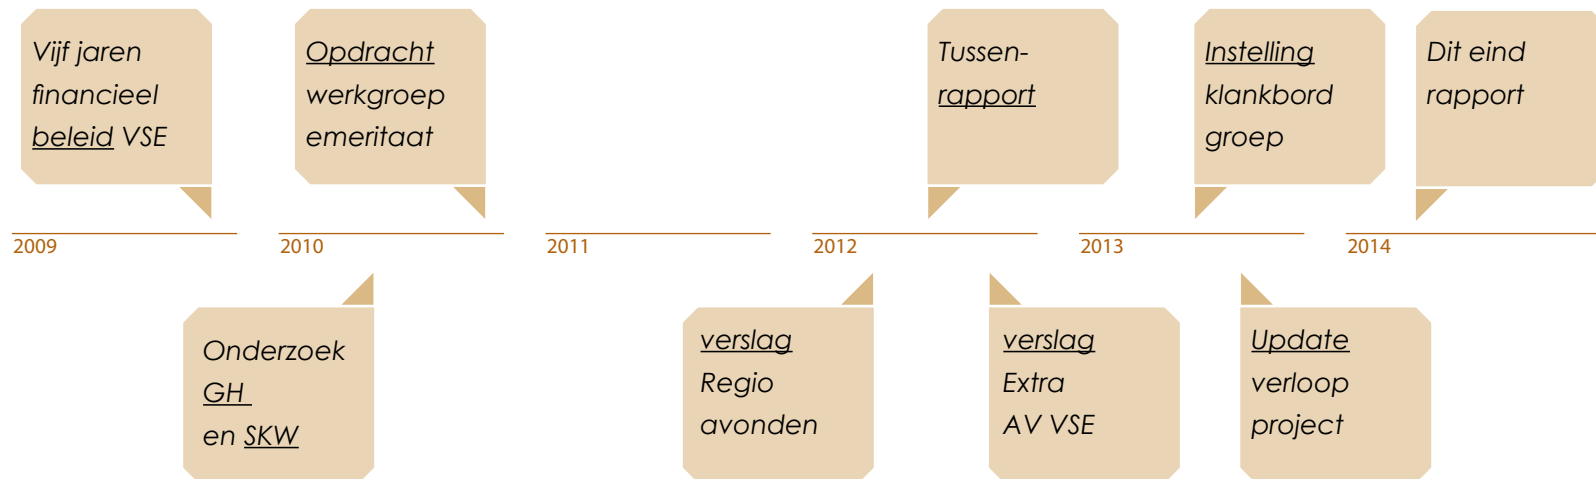 Vijf jaren
financieel
beleid VSE
Opdracht
werkgroep
emeritaat
Tussen-
rapport
Instelling
klankbord
groep
Dit eind
rapport
2009
2010
2011
2012
2013
2014
Onderzoek
GH
en SKW
verslag
Regio
avonden
verslag
Extra
AV VSE
Update
verloop
project